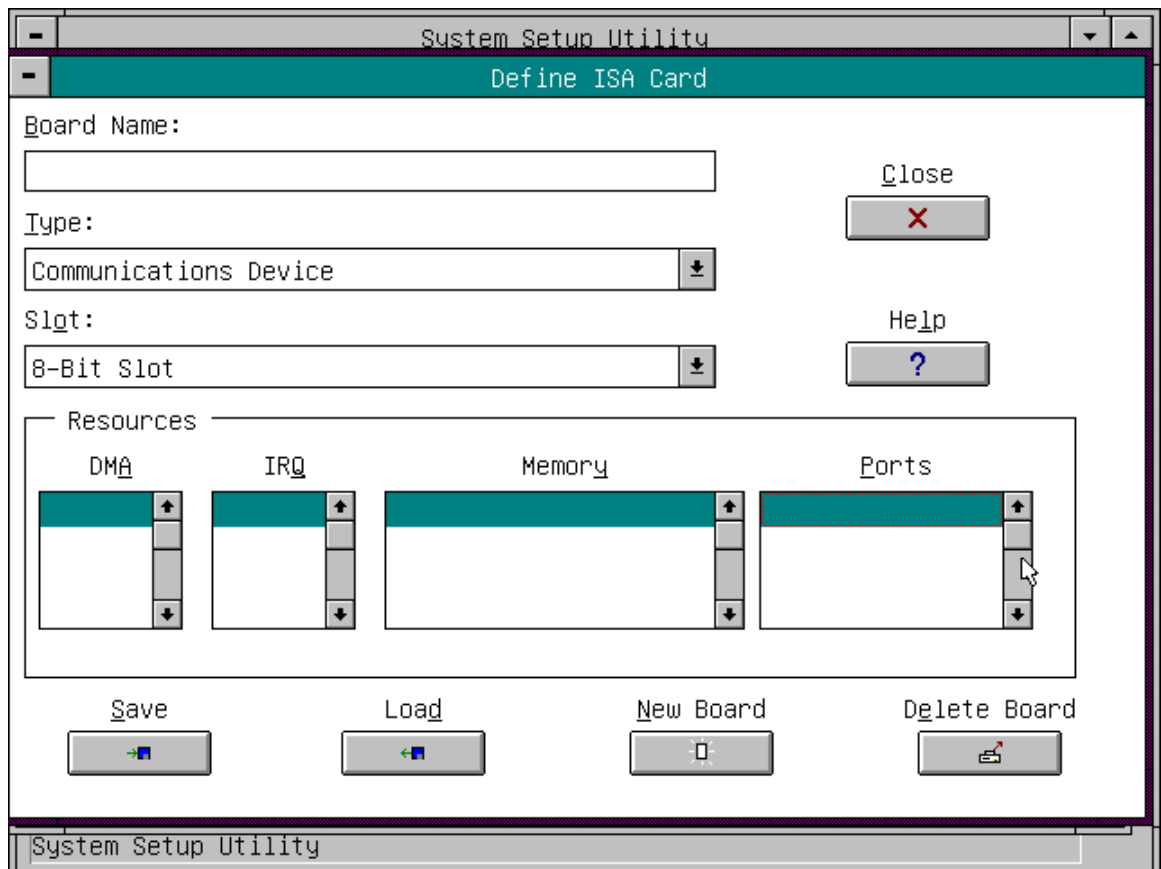 System Setup Utility
Define ISA Card
Board Name:
Close
Type:
Communications Device
Slot:
Help
8-Bit Slot
?
Resources
DMA IRQ Memory Ports
Save Load New Board Delete Board
System Setup Utility